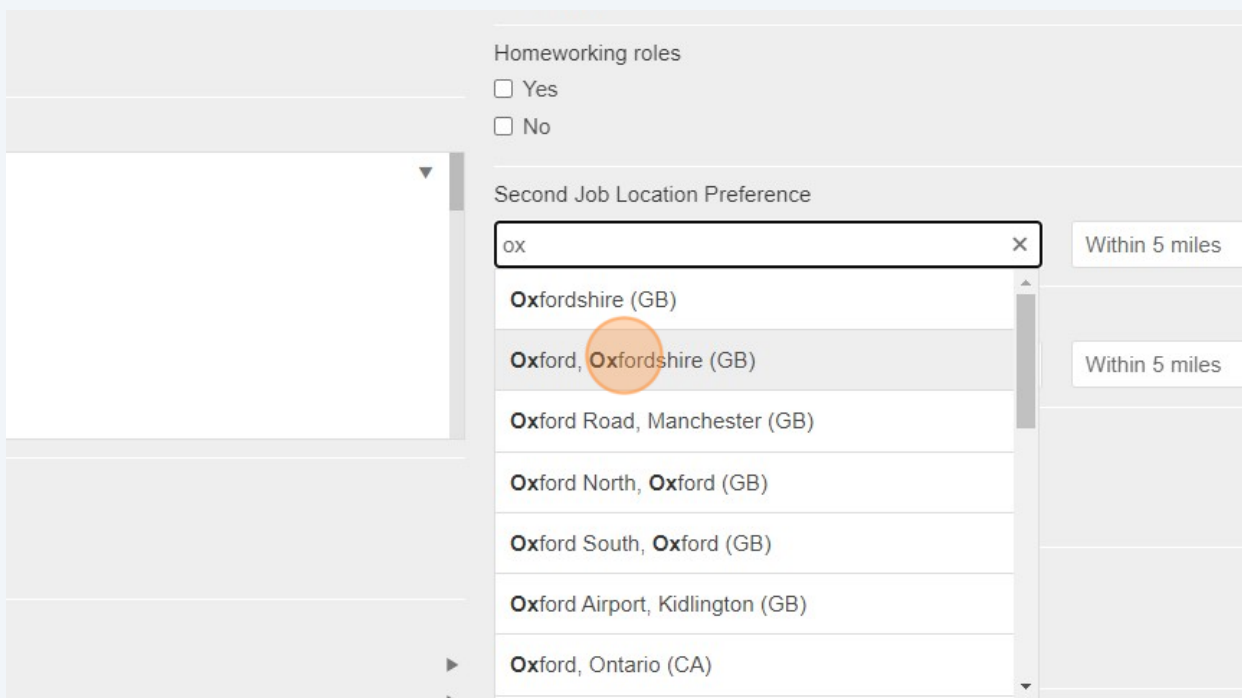 Homeworking roles
Yes
No
Second Job Location Preference
ox
Within 5 miles
Oxfordshire (GB)
Oxford, Oxfordshire (GB)
Within 5 miles
Oxford Road, Manchester (GB)
Oxford North, Oxford (GB)
Oxford South, Oxford (GB)
Oxford Airport, Kidlington (GB)
Oxford, Ontario (CA)